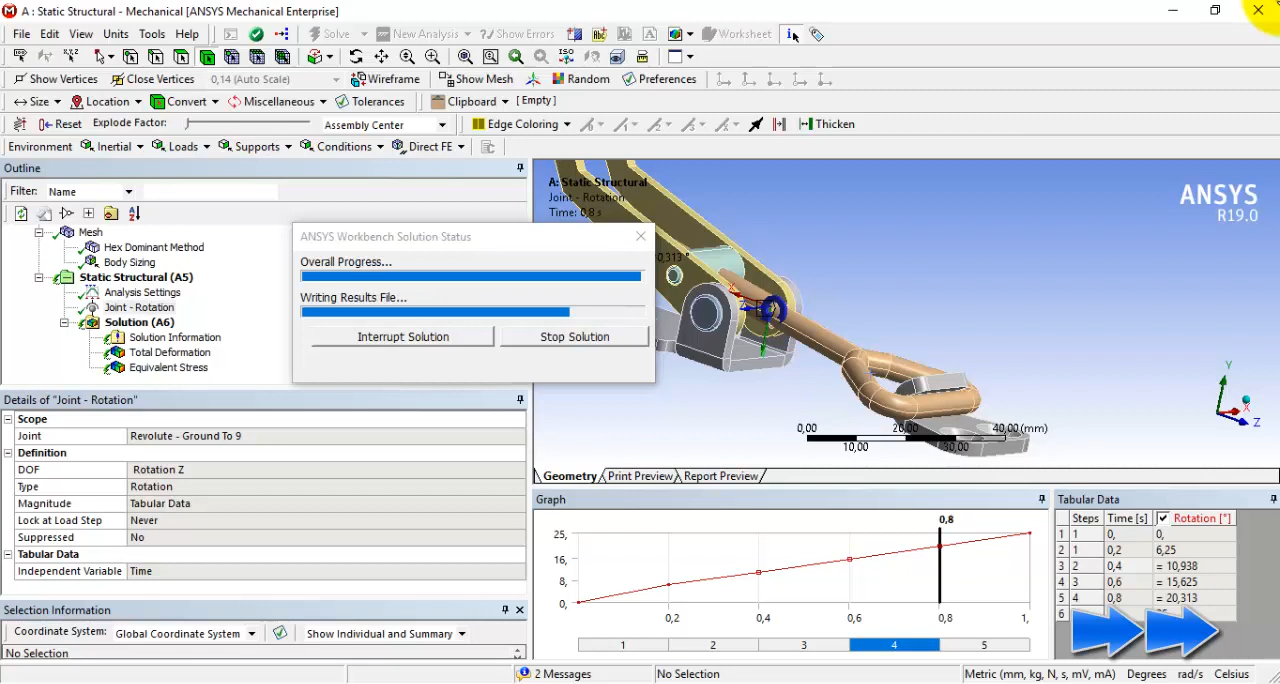 A : Static Structural - Mechanical [ANSYS Mechanical Enterprise]
File Edit View Units Tools Help Solve New Analysis ?/ Show Errors Worksheet
Show Vertices Close Vertices 0,14 (Auto Scale) Wireframe Show Mesh Random Preferences
Size Location Convert Miscellaneous Tolerances Clipboard [ Empty ]
Reset Explode Factor: Assembly Center Edge Coloring Thicken
Environment Inertial Loads Supports Conditions Direct FE
Outline
Filter: Name
Mesh
Hex Dominant Method
Body Sizing
Static Structural (A5)
Analysis Settings
Joint - Rotation
Solution (A6)
Solution Information
Total Deformation
Equivalent Stress
ANSYS Workbench Solution Status
Overall Progress...
Writing Results File...
Interrupt Solution Stop Solution
A: Static Structural
Joint - Rotation
Time: 0,8 s
0,313 °
ANSYS
R19.0
0,00 20,00 40,00 (mm)
10,00 30,00
Y
X
Z
Geometry Print Preview Report Preview
Details of "Joint - Rotation"
Scope
Joint Revolute - Ground To 9
Definition
DOF Rotation Z
Type Rotation
Magnitude Tabular Data
Lock at Load Step Never
Suppressed No
Tabular Data
Independent Variable Time
Graph
0,8
25,
16,
8,
0,
0,2 0,4 0,6 0,8 1,
1 2 3 4 5
Tabular Data
Steps Time [s] Rotation [°]
1 1 0, 0,
2 1 0,2 6,25
3 2 0,4 = 10,938
4 3 0,6 = 15,625
5 4 0,8 = 20,313
6
Selection Information
Coordinate System: Global Coordinate System Show Individual and Summary
No Selection
2 Messages No Selection Metric (mm, kg, N, s, mV, mA) Degrees rad/s Celsius